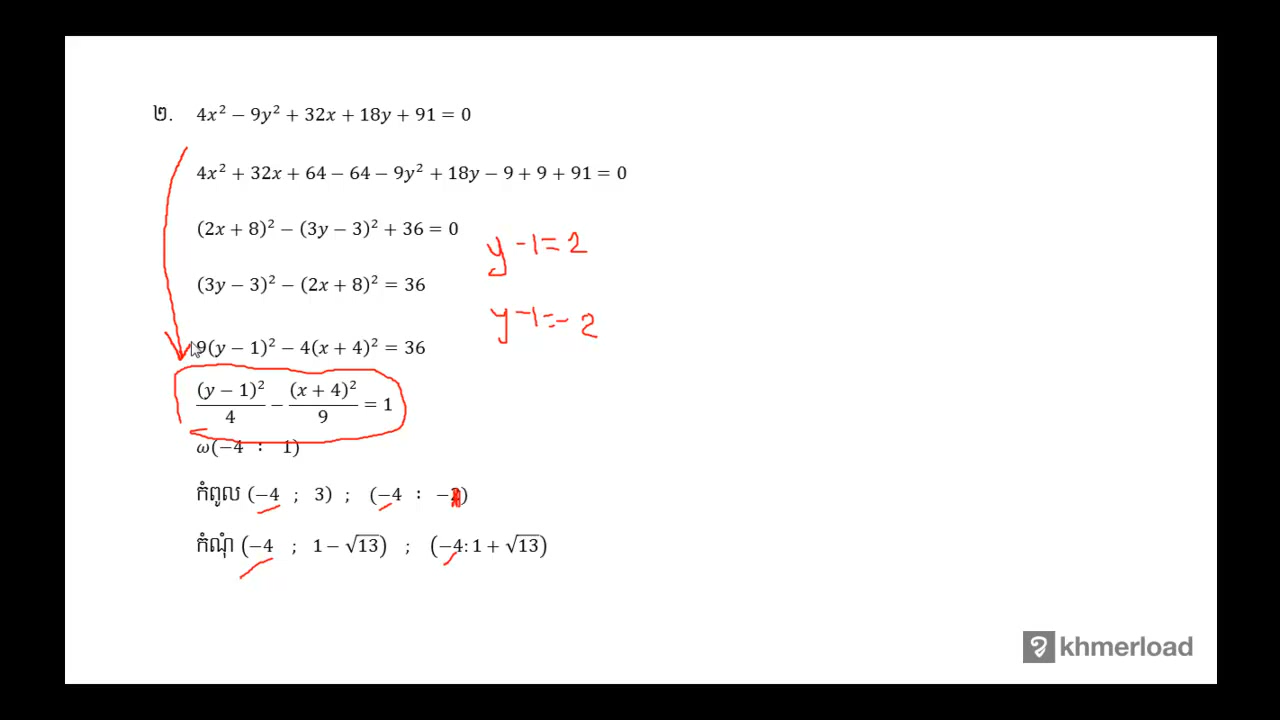 ២. 4x² − 9y² + 32x + 18y + 91 = 0
4x² + 32x + 64 − 64 − 9y² + 18y − 9 + 9 + 91 = 0
(2x + 8)² − (3y − 3)² + 36 = 0
y − 1 = 2
(3y − 3)² − (2x + 8)² = 36
y − 1 = − 2
9(y − 1)² − 4(x + 4)² = 36
(y − 1)²/4 − (x + 4)²/9 = 1
ω(−4 : 1)
កំពូល (−4 ; 3) ; (−4 : − )
កំណុំ (−4 ; 1 − √13) ; (−4: 1 + √13)
khmerload